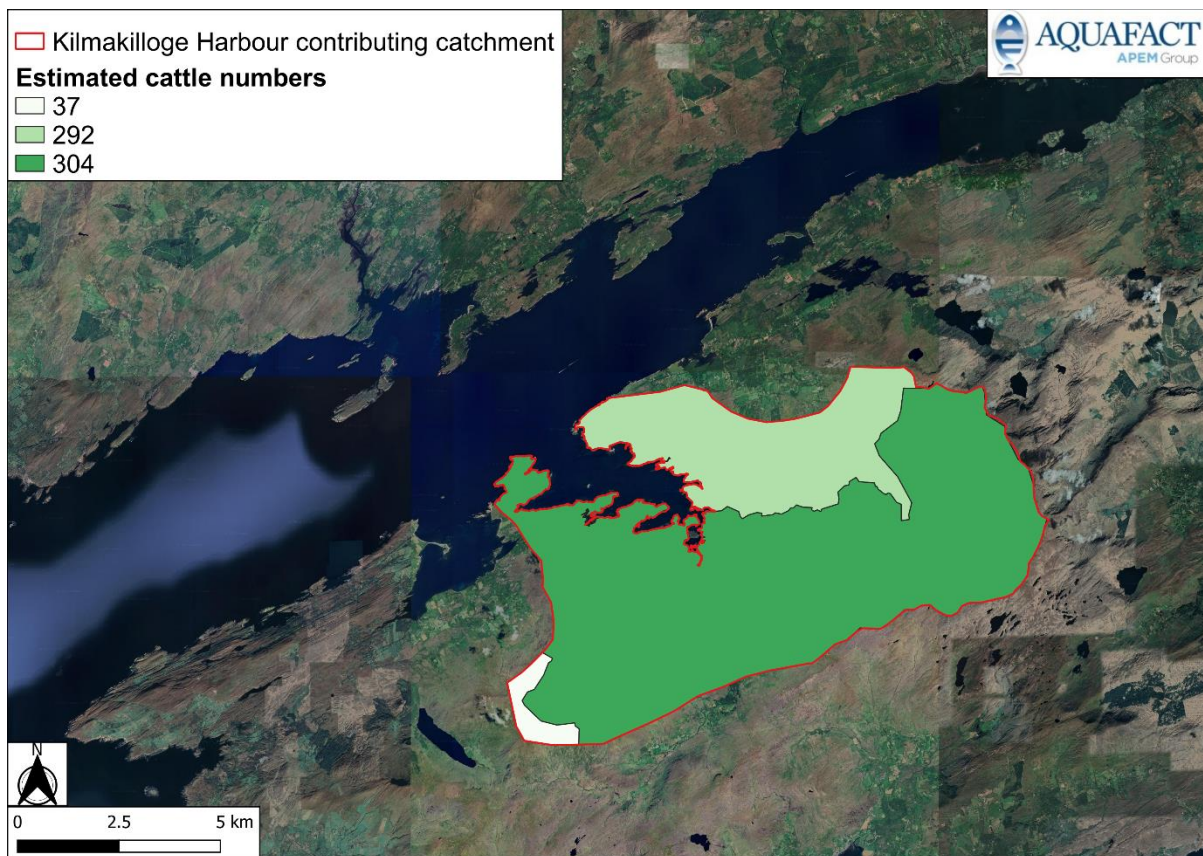 Kilmakilloge Harbour contributing catchment
Estimated cattle numbers
37
292
304
AQUAFACT
APEM Group
N
0 2.5 5 km